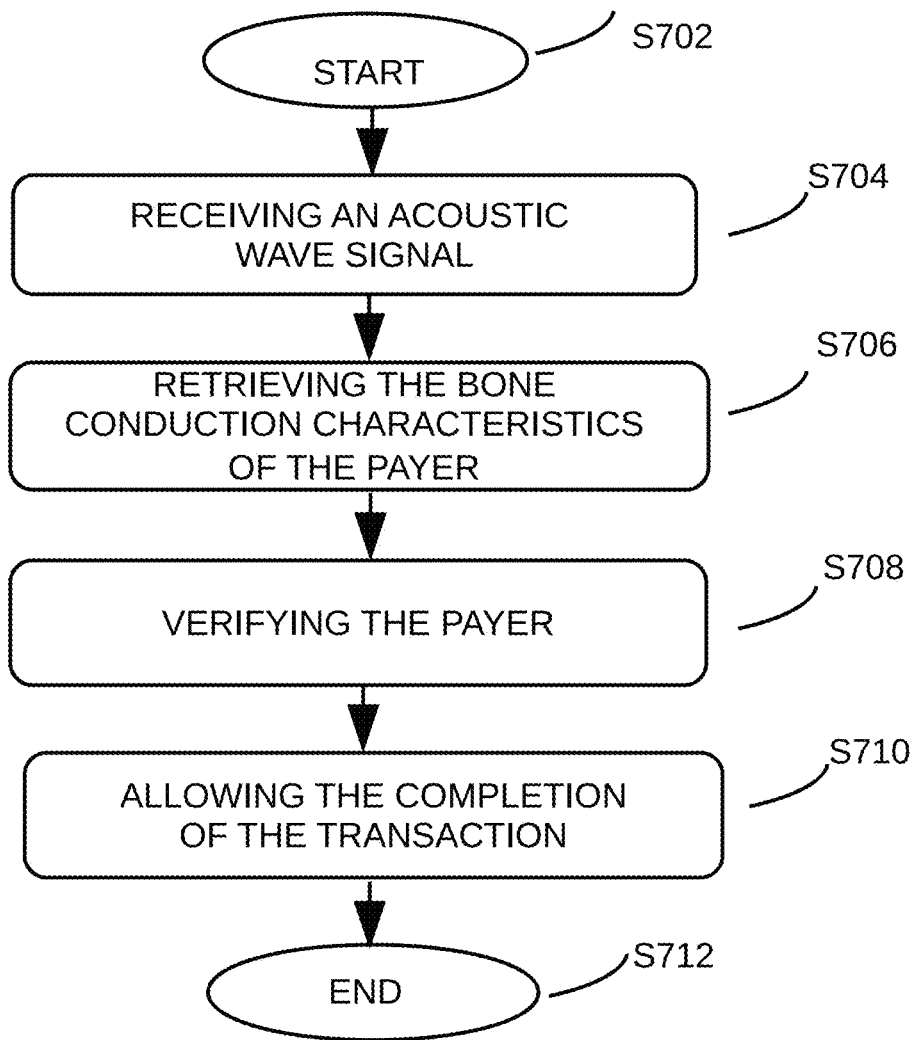 START
S702
RECEIVING AN ACOUSTIC
WAVE SIGNAL
S704
RETRIEVING THE BONE
CONDUCTION CHARACTERISTICS
OF THE PAYER
S706
VERIFYING THE PAYER
S708
ALLOWING THE COMPLETION
OF THE TRANSACTION
S710
END
S712